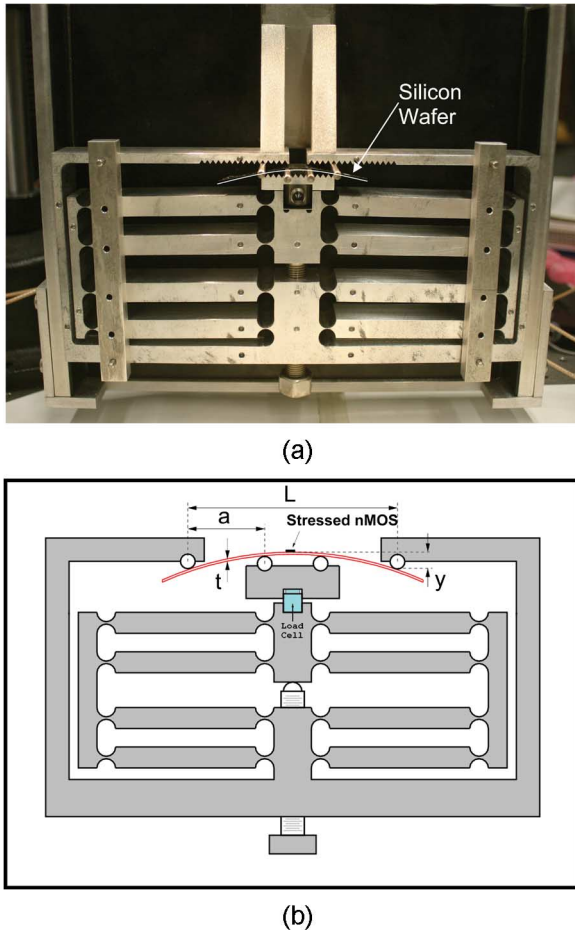 Silicon
Wafer
(a)
L
a
Stressed nMOS
t
y
Load
Cell
(b)